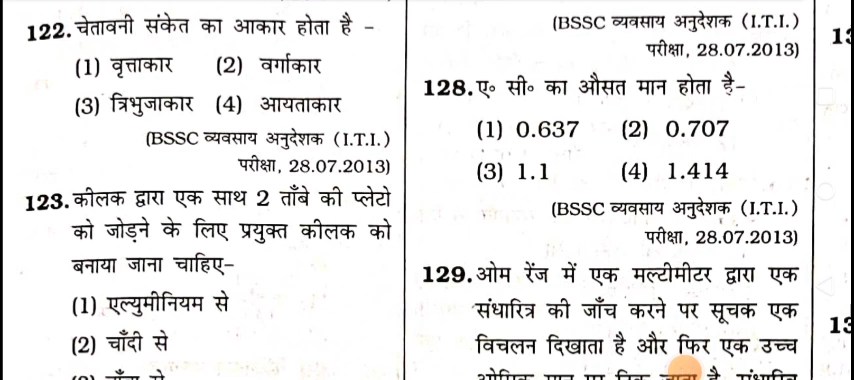 122. चेतावनी संकेत का आकार होता है -
(1) वृत्ताकार (2) वर्गाकार
(3) त्रिभुजाकार (4) आयताकार
(BSSC व्यवसाय अनुदेशक (I.T.I.)
परीक्षा, 28.07.2013)
123. कीलक द्वारा एक साथ 2 ताँबे की प्लेटो
को जोड़ने के लिए प्रयुक्त कीलक को
बनाया जाना चाहिए-
(1) एल्युमीनियम से
(2) चाँदी से
(BSSC व्यवसाय अनुदेशक (I.T.I.)
परीक्षा, 28.07.2013)
128. ए० सी० का औसत मान होता है-
(1) 0.637 (2) 0.707
(3) 1.1 (4) 1.414
(BSSC व्यवसाय अनुदेशक (I.T.I.)
परीक्षा, 28.07.2013)
129. ओम रेंज में एक मल्टीमीटर द्वारा एक
संधारित्र की जाँच करने पर सूचक एक
विचलन दिखाता है और फिर एक उच्च